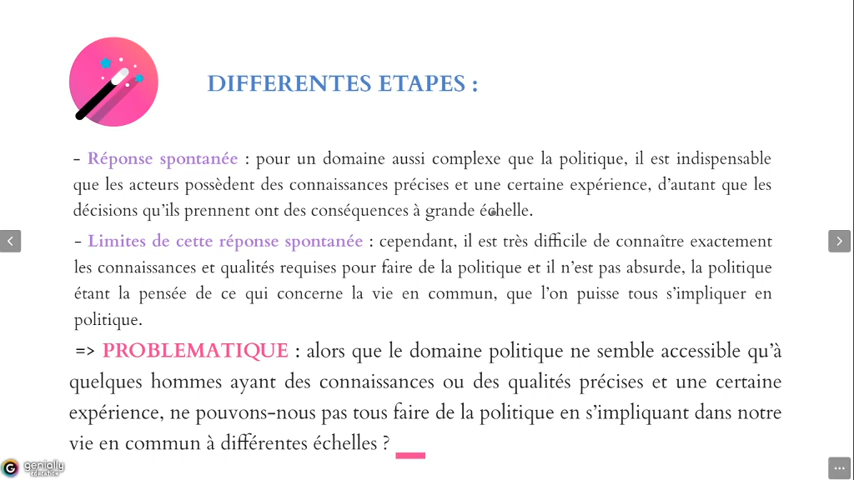 DIFFERENTES ETAPES :
- Réponse spontanée : pour un domaine aussi complexe que la politique, il est indispensable
que les acteurs possèdent des connaissances précises et une certaine expérience, d’autant que les
décisions qu’ils prennent ont des conséquences à grande échelle.
- Limites de cette réponse spontanée : cependant, il est très difficile de connaître exactement
les connaissances et qualités requises pour faire de la politique et il n’est pas absurde, la politique
étant la pensée de ce qui concerne la vie en commun, que l’on puisse tous s’impliquer en
politique.
=> PROBLEMATIQUE : alors que le domaine politique ne semble accessible qu’à
quelques hommes ayant des connaissances ou des qualités précises et une certaine
expérience, ne pouvons-nous pas tous faire de la politique en s’impliquant dans notre
vie en commun à différentes échelles ?
genially